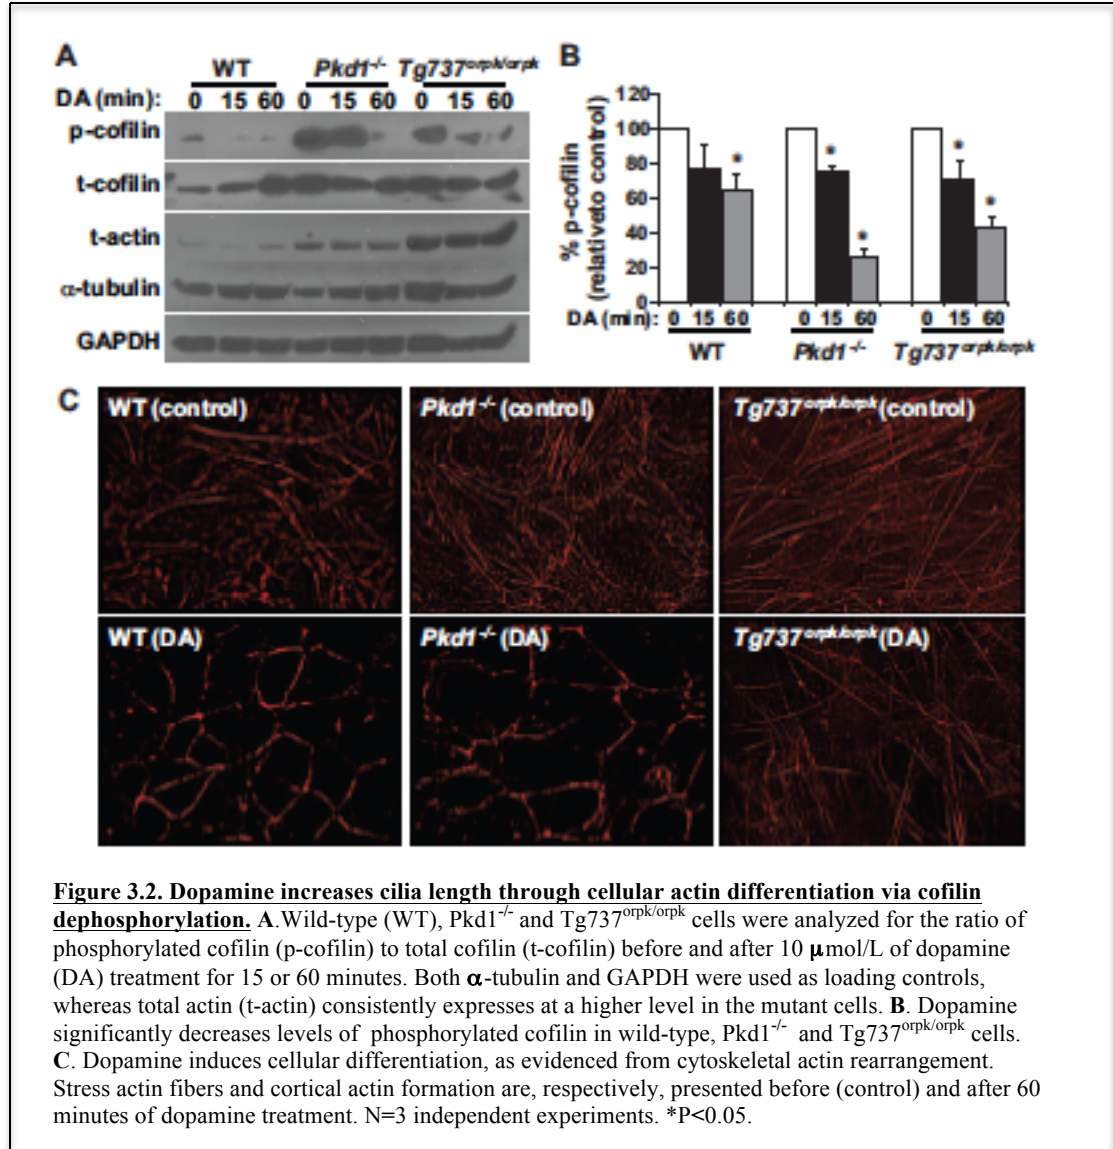 A
WT Pkd1-/- Tg737orpk/orpk
DA (min): 0 15 60 0 15 60 0 15 60
p-cofilin
t-cofilin
t-actin
α-tubulin
GAPDH
B
% p-cofilin
(relativeto control)
120
100
80
60
40
20
0
DA (min): 0 15 60 0 15 60 0 15 60
WT Pkd1-/- Tg737orpk/orpk
* * * * *
C
WT (control) Pkd1-/- (control) Tg737orpk/orpk (control)
WT (DA) Pkd1-/- (DA) Tg737orpk/orpk (DA)
Figure 3.2. Dopamine increases cilia length through cellular actin differentiation via cofilin
dephosphorylation. A.Wild-type (WT), Pkd1-/- and Tg737orpk/orpk cells were analyzed for the ratio of
phosphorylated cofilin (p-cofilin) to total cofilin (t-cofilin) before and after 10 μmol/L of dopamine
(DA) treatment for 15 or 60 minutes. Both α-tubulin and GAPDH were used as loading controls,
whereas total actin (t-actin) consistently expresses at a higher level in the mutant cells. B. Dopamine
significantly decreases levels of phosphorylated cofilin in wild-type, Pkd1-/- and Tg737orpk/orpk cells.
C. Dopamine induces cellular differentiation, as evidenced from cytoskeletal actin rearrangement.
Stress actin fibers and cortical actin formation are, respectively, presented before (control) and after 60
minutes of dopamine treatment. N=3 independent experiments. *P<0.05.